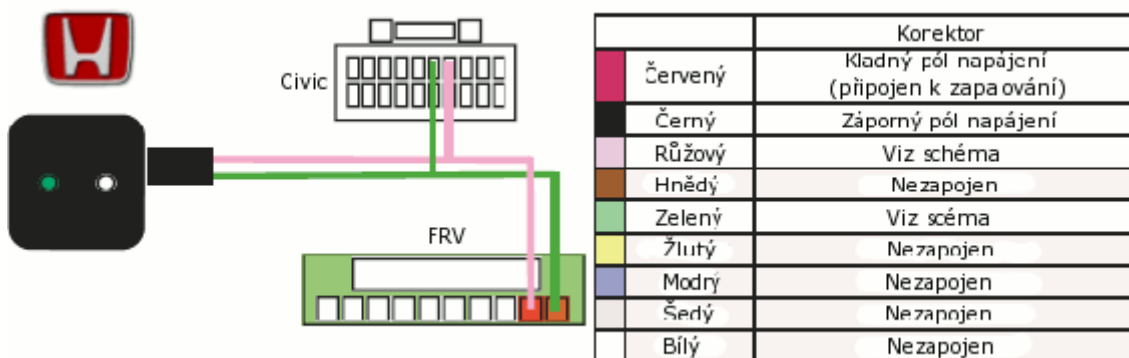 Civic
FRV
Korektor
Červený
Kladný pól napájení
(připojen k zapaování)
Černý
Záporný pól napájení
Růžový
Viz schéma
Hnědý
Nezapojen
Zelený
Viz scéma
Žlutý
Nezapojen
Modrý
Nezapojen
Šedý
Nezapojen
Bílý
Nezapojen